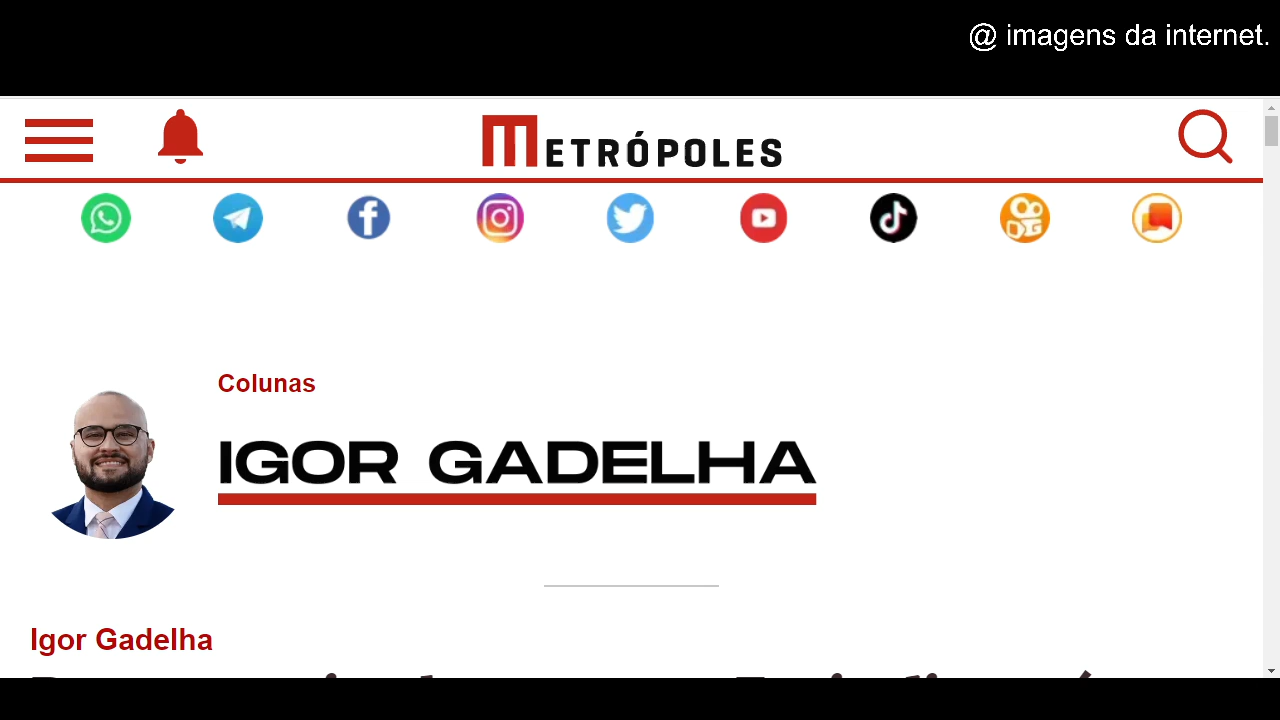 @ imagens da internet.
METRÓPOLES
Colunas
IGOR GADELHA
Igor Gadelha